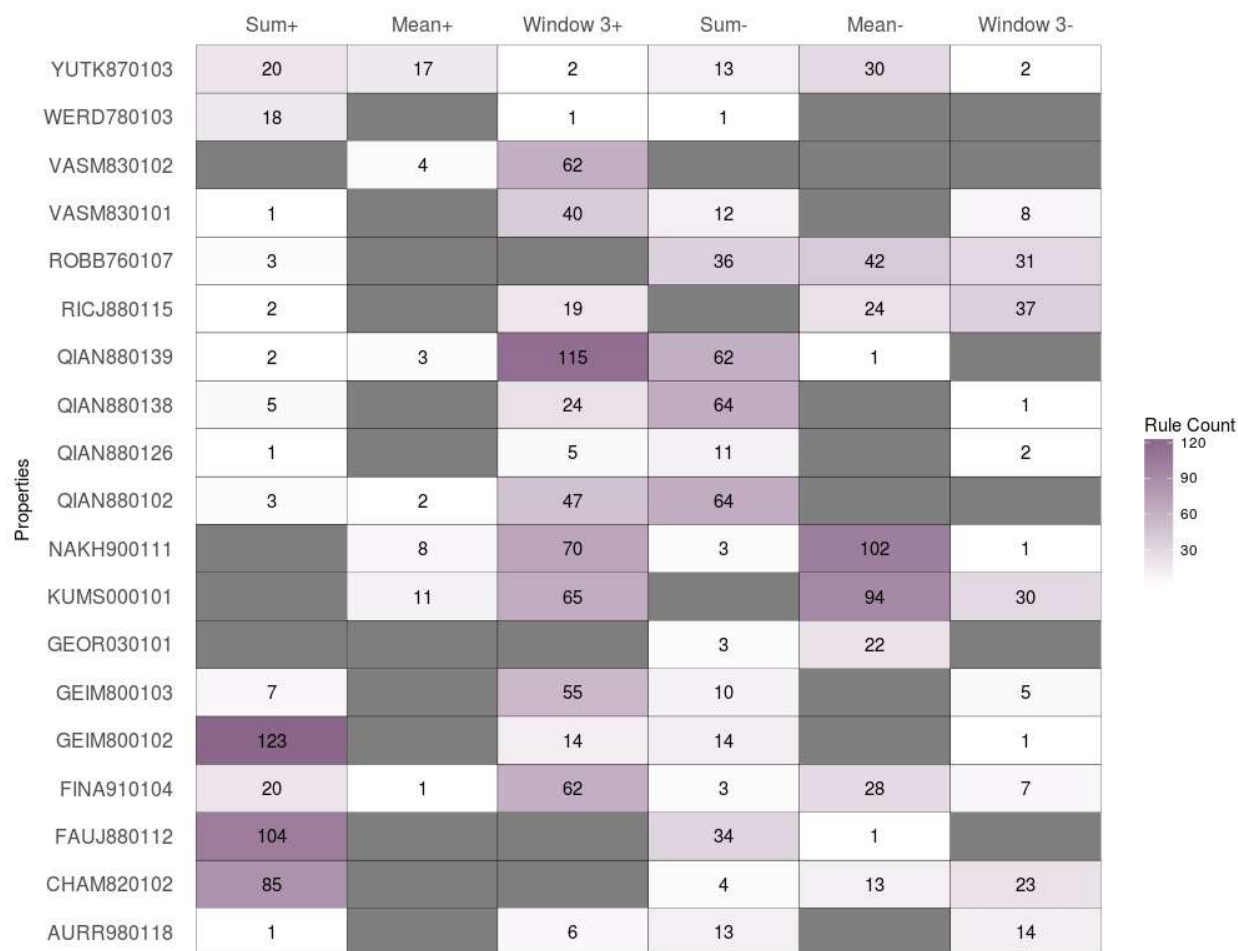 Sum+ Mean+ Window 3+ Sum- Mean- Window 3-
YUTK870103 20 17 2 13 30 2
WERD780103 18 1 1
VASM830102 4 62
VASM830101 1 40 12 8
ROBB760107 3 36 42 31
RICJ880115 2 19 24 37
QIAN880139 2 3 115 62 1
QIAN880138 5 24 64 1
QIAN880126 1 5 11 2
QIAN880102 3 2 47 64
NAKH900111 8 70 3 102 1
KUMS000101 11 65 94 30
GEOR030101 3 22
GEIM800103 7 55 10 5
GEIM800102 123 14 14 1
FINA910104 20 1 62 3 28 7
FAUJ880112 104 34 1
CHAM820102 85 4 13 23
AURR980118 1 6 13 14
Properties
Rule Count
120
90
60
30